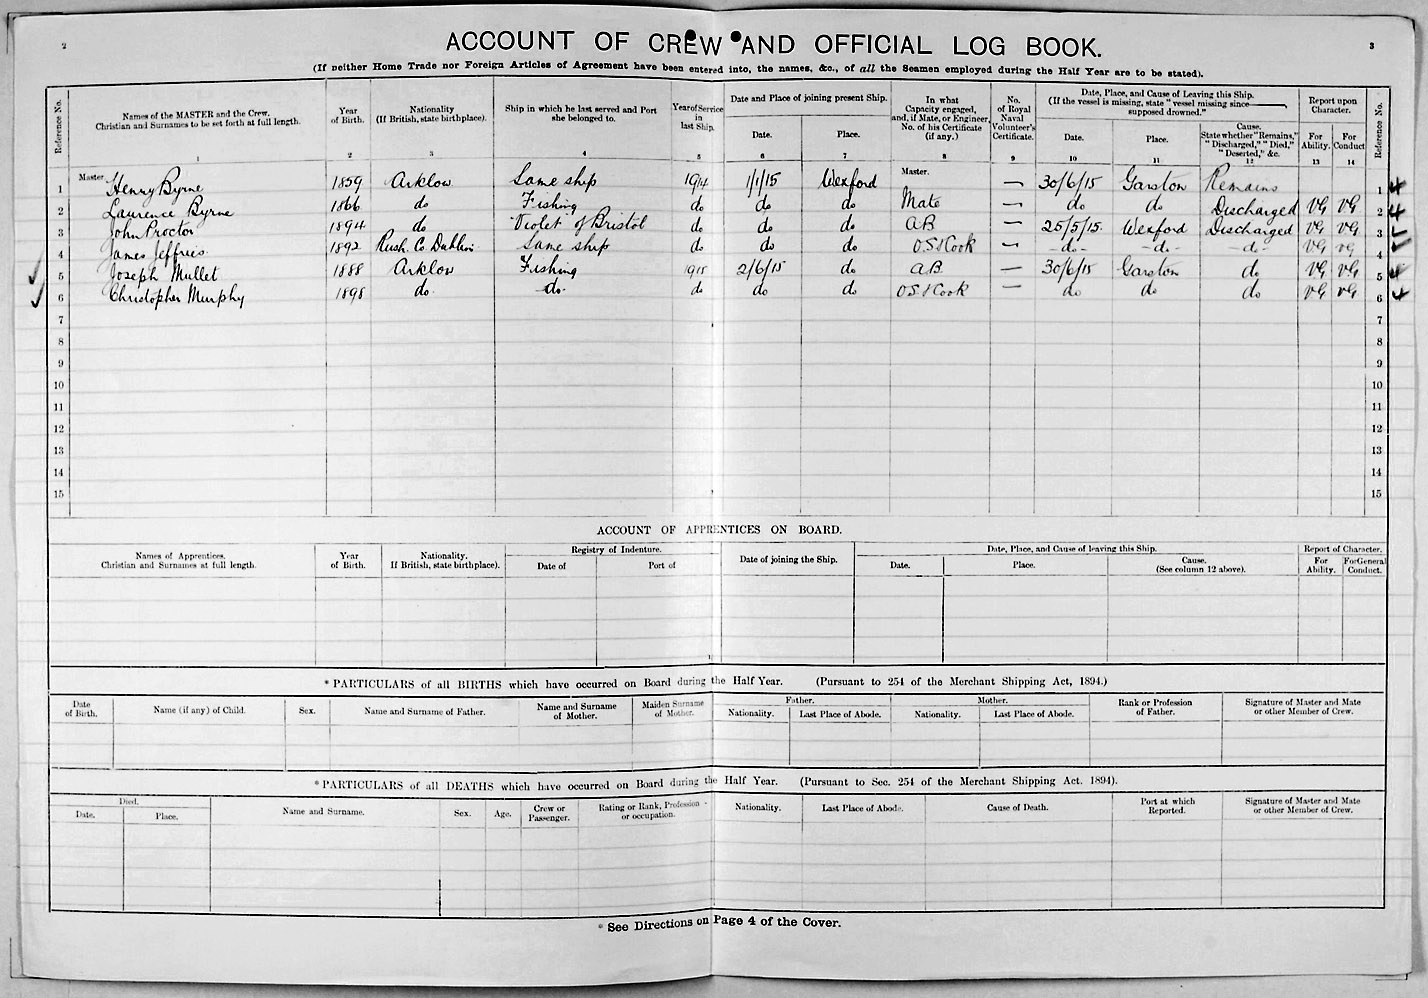 2
3
ACCOUNT OF CREW AND OFFICIAL LOG BOOK.
(If neither Home Trade nor Foreign Articles of Agreement have been entered into, the names, &c., of all the Seamen employed during the Half Year are to be stated).
Reference No. Names of the MASTER and the Crew. Christian and Surnames to be set forth at full length. Year of Birth. Nationality (If British, state birthplace). Ship in which he last served and Port she belonged to. Year of Service in last Ship. Date and Place of joining present Ship. Date. Place. In what Capacity engaged, and, if Mate, or Engineer, No. of his Certificate (if any.) No. of Royal Naval Volunteer's Certificate. Date, Place, and Cause of Leaving this Ship. (If the vessel is missing, state "vessel missing since——, supposed drowned." Date. Place. Cause. State whether "Remains," "Discharged," "Died," "Deserted," &c. Report upon Character. For Ability. For Conduct Reference No.
1 2 3 4 5 6 7 8 9 10 11 12 13 14
1 Master. Henry Byrne 1859 Arklow Same ship 1914 1/1/15 Wexford Master. — 30/6/15 Garston Remains 1
2 Laurence Byrne 1866 do Fishing do do do Mate — do do Discharged VG VG 2
3 John Proctor 1894 do Violet of Bristol do do do AB — 25/5/15 Wexford Discharged VG VG 3
4 James Jeffries 1892 Rush. Co. Dublin Same ship do do do OS & Cook — -do- -do- -do- VG VG 4
5 Joseph Mullet 1888 Arklow Fishing 1915 2/6/15 do A.B. — 30/6/15 Garston do VG VG 5
6 Christopher Murphy 1898 do -do- do do do OS & Cook — do do do VG VG 6
7 7
8 8
9 9
10 10
11 11
12 12
13 13
14 14
15 15
ACCOUNT OF APPRENTICES ON BOARD.
Names of Apprentices. Christian and Surnames at full length. Year of Birth. Nationality. If British, state birthplace). Registry of Indenture. Date of Port of Date of joining the Ship. Date, Place, and Cause of leaving this Ship. Date. Place. Cause. (See column 12 above). Report of Character. For Ability. For General Conduct.
* PARTICULARS of all BIRTHS which have occurred on Board during the Half Year. (Pursuant to 254 of the Merchant Shipping Act, 1894.)
Date of Birth. Name (if any) of Child. Sex. Name and Surname of Father. Name and Surname of Mother. Maiden Surname of Mother. Father. Nationality. Last Place of Abode. Mother. Nationality. Last Place of Abode. Rank or Profession of Father. Signature of Master and Mate or other Member of Crew.
* PARTICULARS of all DEATHS which have occurred on Board during the Half Year. (Pursuant to Sec. 254 of the Merchant Shipping Act. 1894).
Died. Date. Place. Name and Surname. Sex. Age. Crew or Passenger. Rating or Rank, Profession or occupation. Nationality. Last Place of Abode. Cause of Death. Port at which Reported. Signature of Master and Mate or other Member of Crew.
* See Directions on Page 4 of the Cover.